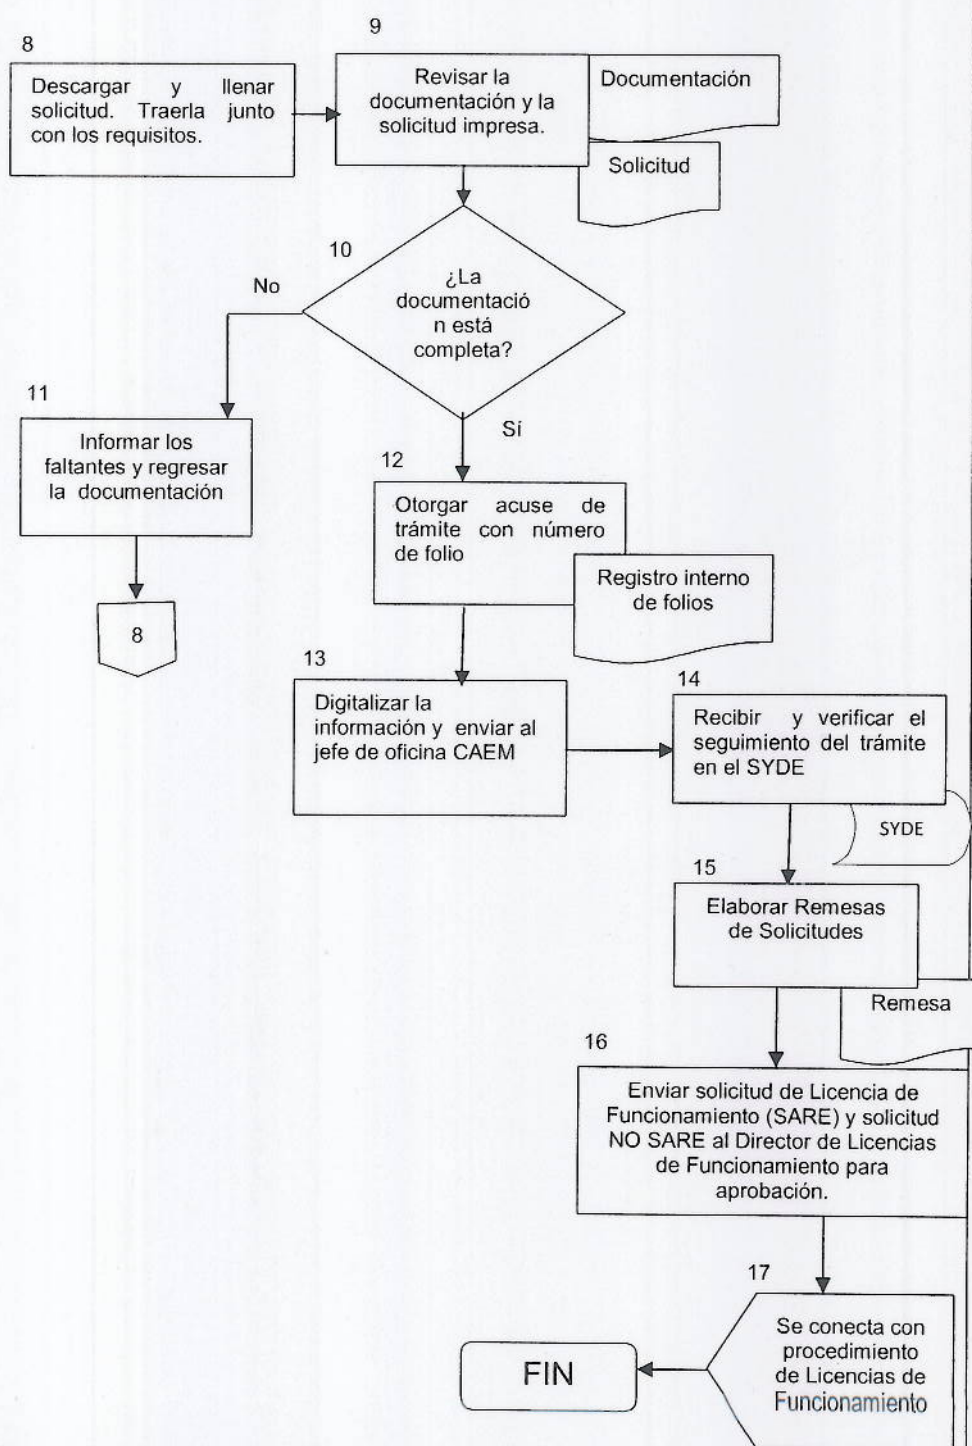 8
Descargar y llenar
solicitud. Traerla junto
con los requisitos.
9
Revisar la
documentación y la
solicitud impresa.
Documentación
Solicitud
10
¿La
documentació
n está
completa?
No
Sí
11
Informar los
faltantes y regresar
la documentación
8
12
Otorgar acuse de
trámite con número
de folio
Registro interno
de folios
13
Digitalizar la
información y enviar al
jefe de oficina CAEM
14
Recibir y verificar el
seguimiento del trámite
en el SYDE
SYDE
15
Elaborar Remesas
de Solicitudes
Remesa
16
Enviar solicitud de Licencia de
Funcionamiento (SARE) y solicitud
NO SARE al Director de Licencias
de Funcionamiento para
aprobación.
17
Se conecta con
procedimiento
de Licencias de
Funcionamiento
FIN